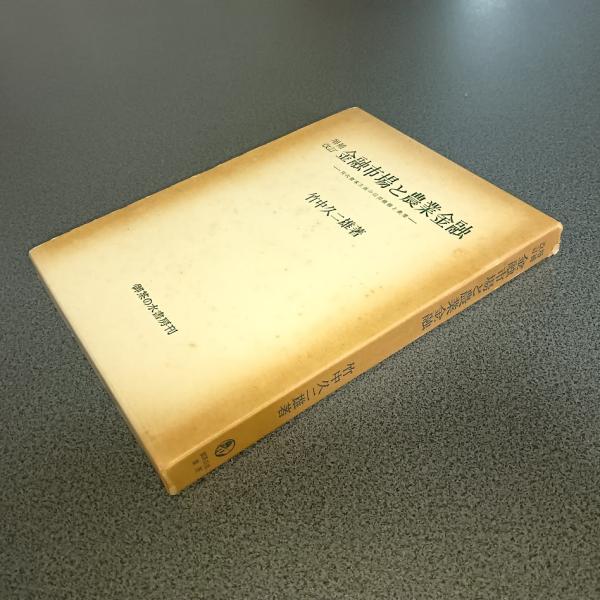 増補
改訂 金融市場と農業金融
竹中久二雄著
御茶の水書房刊
増補
改訂 金融市場と農業金融
竹中久二雄著